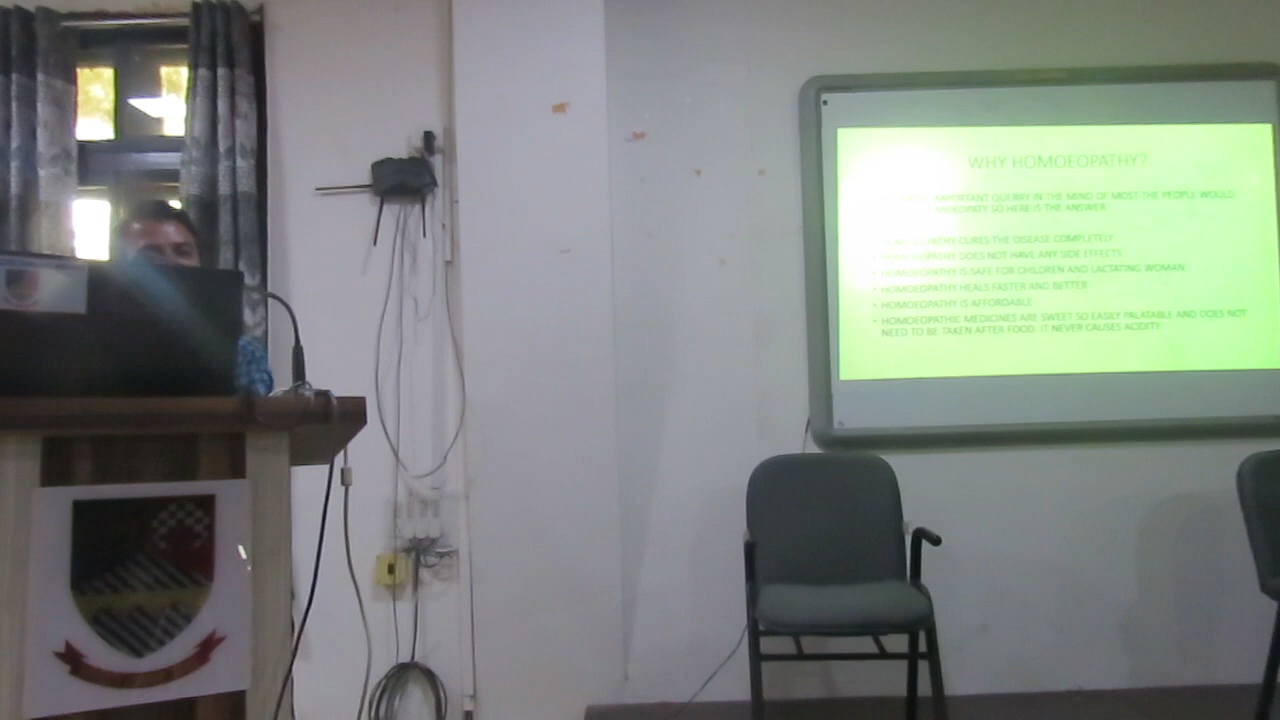 WHY HOMOEOPATHY?
IMPORTANT QUERRY IN THE MIND OF MOST THE PEOPLE WOULD
SO HERE IS THE ANSWER
CURES THE DISEASE COMPLETELY.
DOES NOT HAVE ANY SIDE EFFECTS.
• HOMOEOPATHY IS SAFE FOR CHILDREN AND LACTATING WOMAN.
• HOMOEOPATHY HEALS FASTER AND BETTER
• HOMOEOPATHY IS AFFORDABLE
• HOMOEOPATHIC MEDICINES ARE SWEET SO EASILY PALATABLE AND DOES NOT
NEED TO BE TAKEN AFTER FOOD. IT NEVER CAUSES ACIDITY.